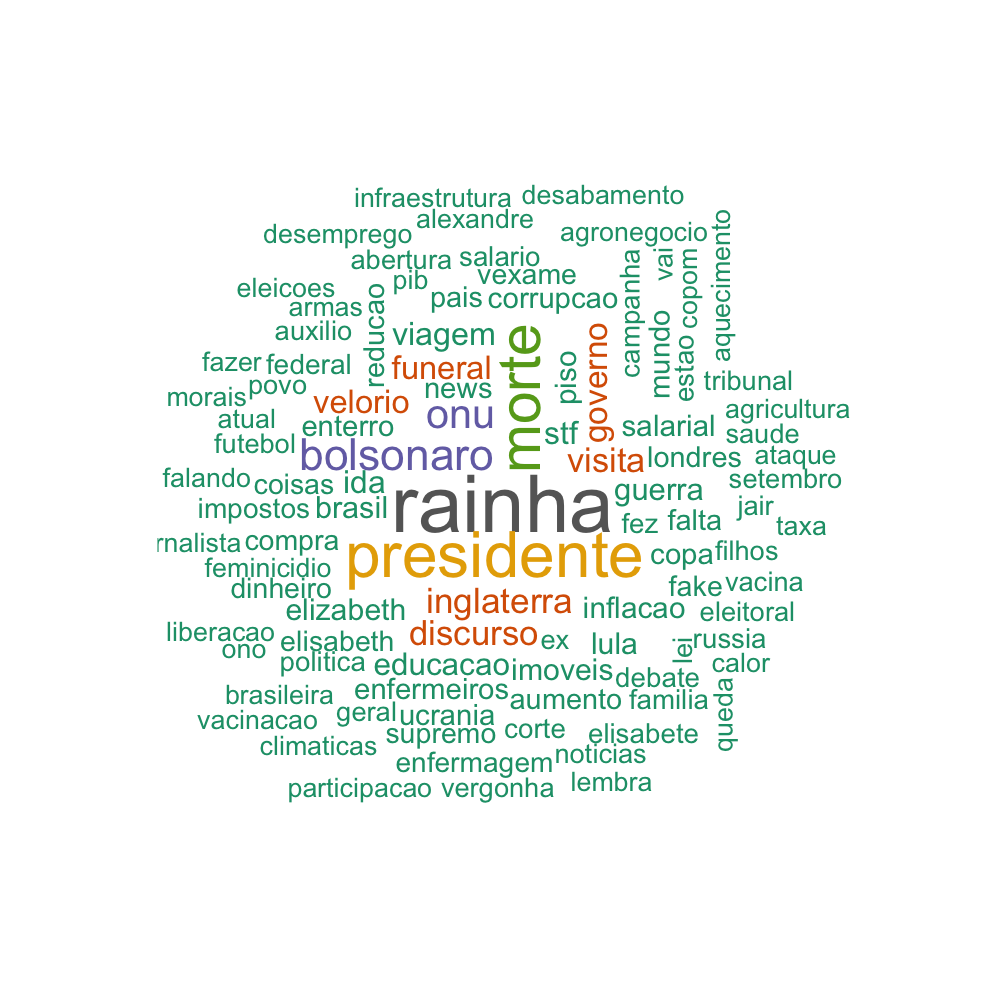 infraestrutura
desabamento
alexandre
desemprego
agronegocio
aquecimento
abertura
salario
vai
copom
campanha
pib
vexame
eleicoes
armas
reducao
pais
corrupcao
auxilio
viagem
morte
governo
mundo
estao
fazer
federal
funeral
news
piso
tribunal
morais
povo
velorio
onu
atual
enterro
stf
salarial
agricultura
futebol
bolsonaro
visita
londres
saude
ataque
falando
coisas
ida
rainha
guerra
setembro
impostos
brasil
fez
falta
jair
taxa
rnalista
compra
presidente
copa
filhos
feminicidio
dinheiro
fake
vacina
elizabeth
inglaterra
inflacao
eleitoral
liberacao
elisabeth
discurso
ex
lula
lei
russia
ono
politica
educacao
imoveis
debate
calor
brasileira
enfermeiros
aumento
familia
queda
vacinacao
geral
ucrania
supremo
corte
elisabete
climaticas
enfermagem
noticias
participacao
vergonha
lembra